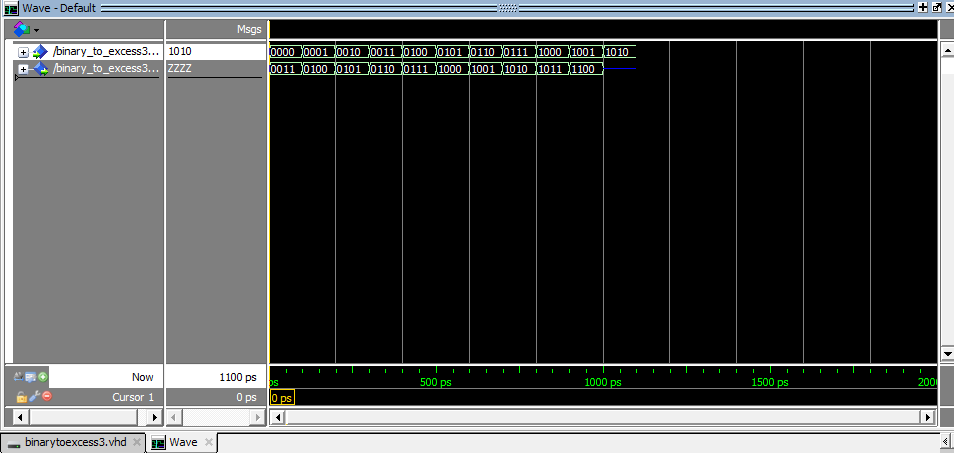 Wave - Default
Msgs
/binary_to_excess3... 1010 0000 0001 0010 0011 0100 0101 0110 0111 1000 1001 1010
/binary_to_excess3... ZZZZ 0011 0100 0101 0110 0111 1000 1001 1010 1011 1100
Now 1100 ps ps 500 ps 1000 ps 1500 ps 2000
Cursor 1 0 ps 0 ps
binarytoexcess3.vhd Wave